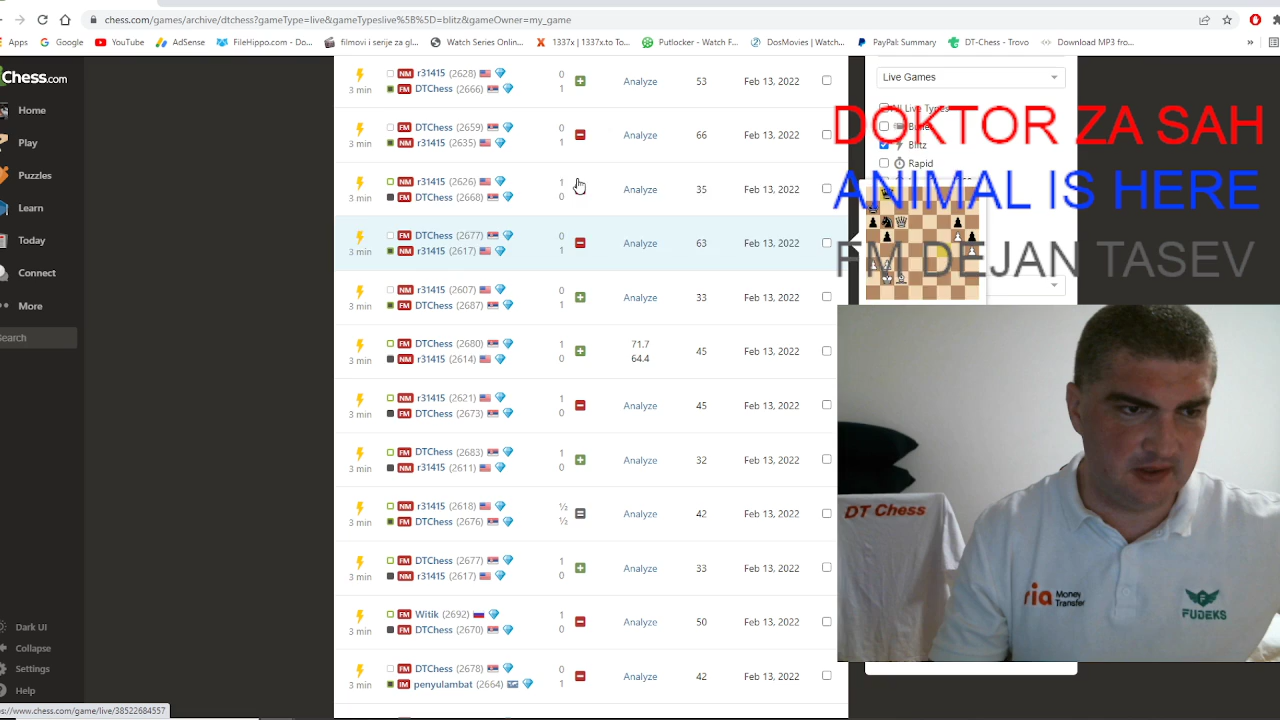 chess.com/games/archive/dtchess?gameType=live&gameTypeslive%5B%5D=blitz&gameOwner=my_game
Apps Google YouTube AdSense FileHippo.com - Do... filmovi i serije za gl... Watch Series Onlin... 1337x | 1337x.to To... Putlocker - Watch F... DosMovies | Watch... PayPal: Summary DT-Chess - Trovo Download MP3 fro... »
Chess.com
Home
Play
Puzzles
Learn
Today
Connect
More
Search
Dark UI
Collapse
Settings
Help
NM r31415 (2628) 0
3 min FM DTChess (2666) 1 Analyze 53 Feb 13, 2022
FM DTChess (2659) 0
3 min NM r31415 (2635) 1 Analyze 66 Feb 13, 2022
NM r31415 (2626) 1
3 min FM DTChess (2668) 0 Analyze 35 Feb 13, 2022
FM DTChess (2677) 0
3 min NM r31415 (2617) 1 Analyze 63 Feb 13, 2022
NM r31415 (2607) 0
3 min FM DTChess (2687) 1 Analyze 33 Feb 13, 2022
FM DTChess (2680) 1 71.7
3 min NM r31415 (2614) 0 64.4 45 Feb 13, 2022
NM r31415 (2621) 1
3 min FM DTChess (2673) 0 Analyze 45 Feb 13, 2022
FM DTChess (2683) 1
3 min NM r31415 (2611) 0 Analyze 32 Feb 13, 2022
NM r31415 (2618) ½
3 min FM DTChess (2676) ½ Analyze 42 Feb 13, 2022
FM DTChess (2677) 1
3 min NM r31415 (2617) 0 Analyze 33 Feb 13, 2022
FM Witik (2692) 1
3 min FM DTChess (2670) 0 Analyze 50 Feb 13, 2022
FM DTChess (2678) 0
3 min IM penyulambat (2664) 1 Analyze 42 Feb 13, 2022
Live Games
Blitz
Rapid
DOKTOR ZA SAH
ANIMAL IS HERE
FM DEJAN TASEV
DT Chess
ria Money
Transfer
FUDEKS
s://www.chess.com/game/live/38522684557